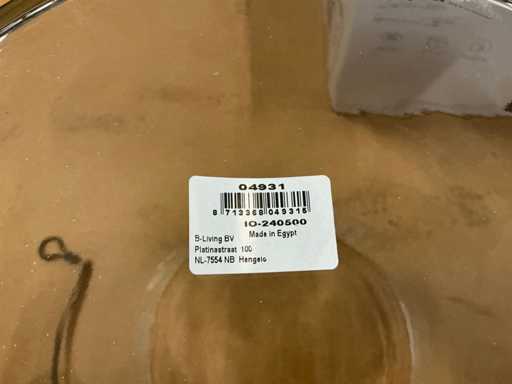 04931
8 713368 049315
IO-240500
B-Living BV Made in Egypt
Platinastraat 100
NL-7554 NB Hengelo